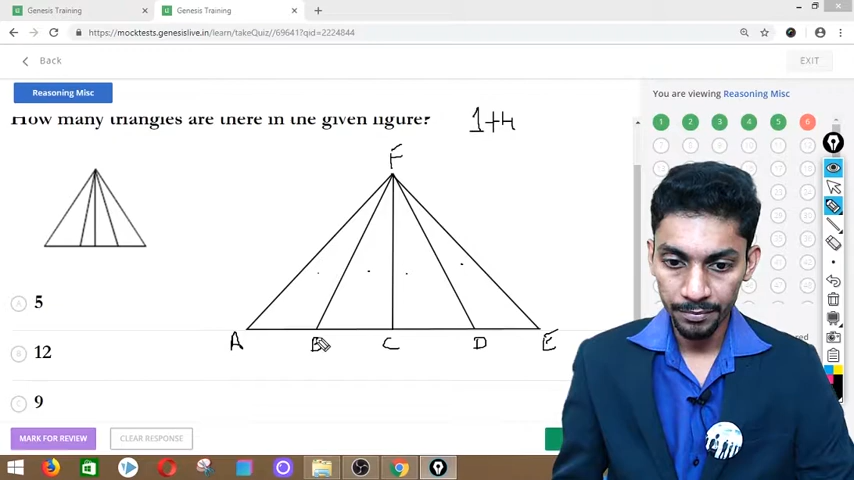 Genesis Training
Genesis Training
https://mocktests.genesislive.in/learn/takeQuiz//69641?qid=2224844
Back
EXIT
Reasoning Misc
You are viewing Reasoning Misc
How many triangles are there in the given figure?
1+4
1 2 3 4 5 6
F
A B C D E
5
12
9
MARK FOR REVIEW
CLEAR RESPONSE